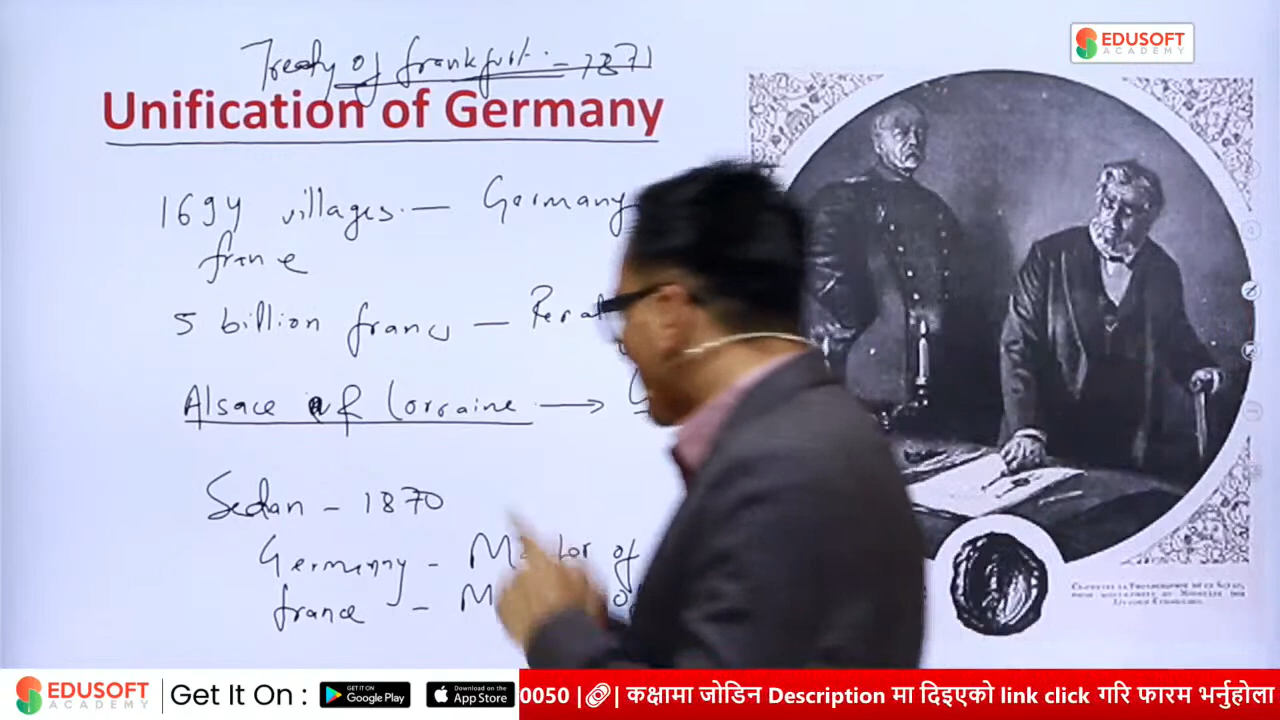 EDUSOFT
ACADEMY
Treaty of frankfurt - 1871
Unification of Germany
1694 villages - Germany
france
5 billion francs -
Alsace & Lorraine →
Sedan - 1870
Germany - of
france -
EDUSOFT
ACADEMY
Get It On :
GET IT ON
Google Play
Download on the
App Store
0050 | | कक्षामा जोडिन Description मा दिइएको link click गरि फारम भर्नुहोला